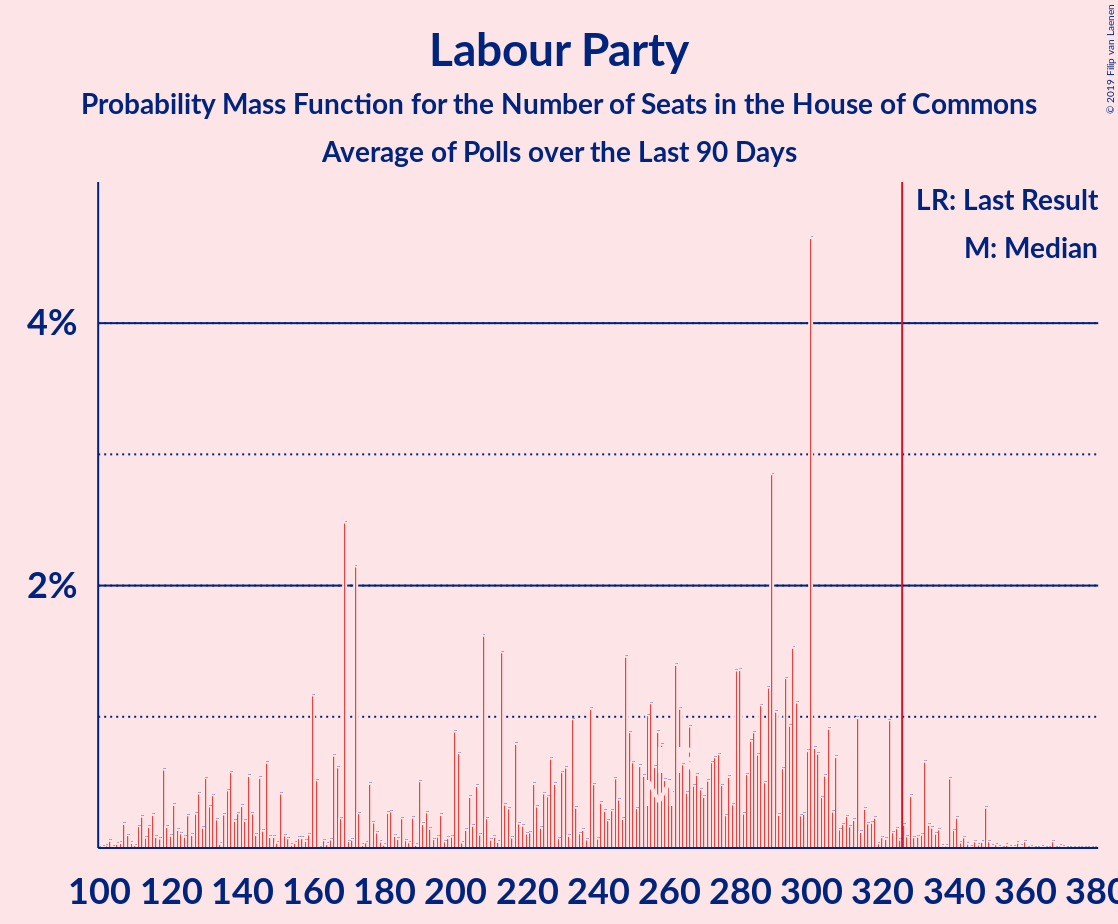 Labour Party
Probability Mass Function for the Number of Seats in the House of Commons
Average of Polls over the Last 90 Days
© 2019 Filip van Laenen
LR: Last Result
M: Median
4%
2%
100 120 140 160 180 200 220 240 260 280 300 320 340 360 380